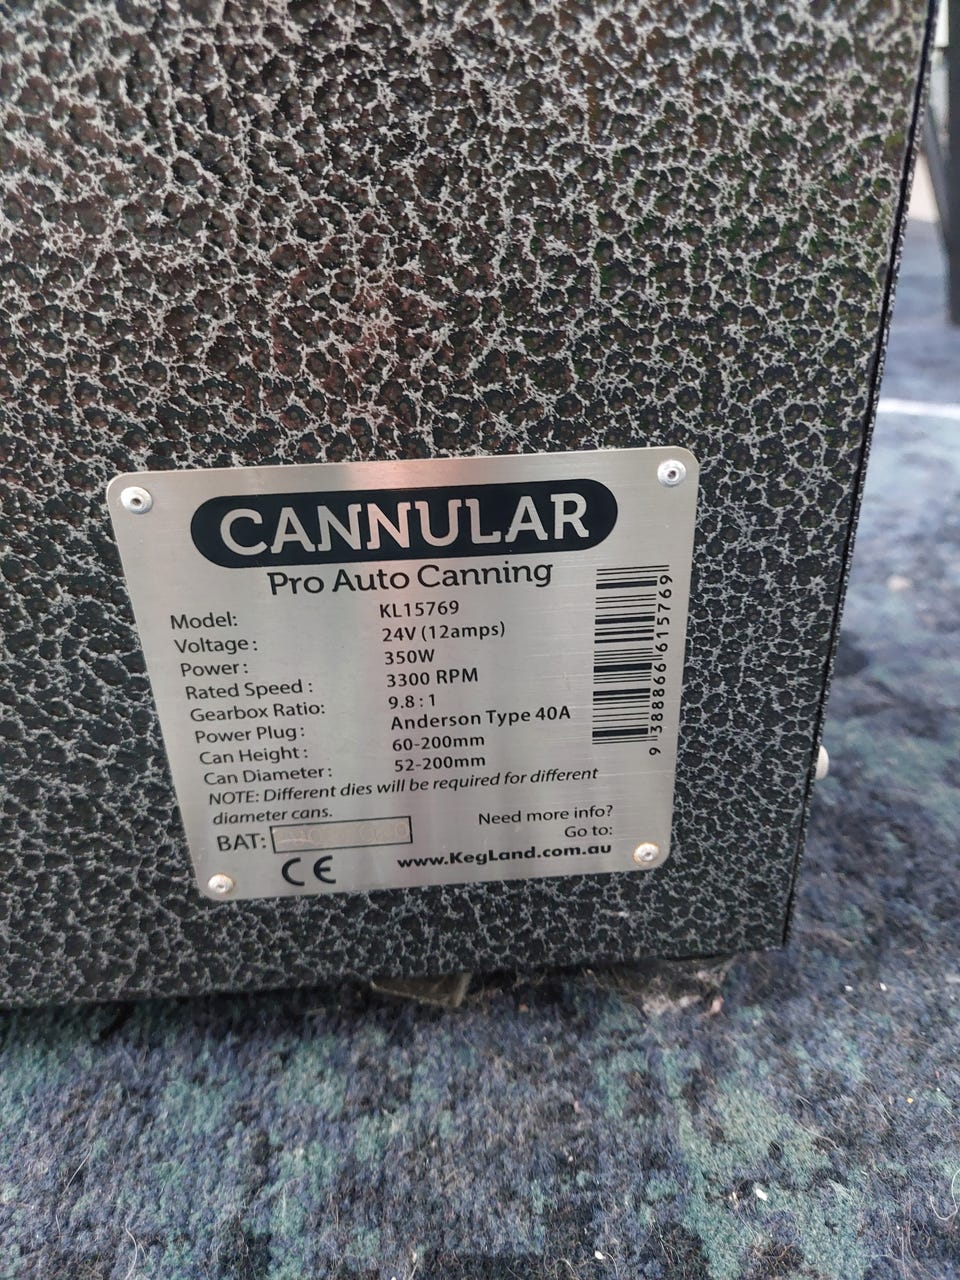 CANNULAR
Pro Auto Canning
Model: KL15769
Voltage: 24V (12amps)
Power: 350W
Rated Speed: 3300 RPM
Gearbox Ratio: 9.8 : 1
Power Plug: Anderson Type 40A
Can Height: 60-200mm
Can Diameter: 52-200mm
NOTE: Different dies will be required for different
diameter cans.
BAT:
CE
Need more info?
Go to:
www.KegLand.com.au
9 388866 615769